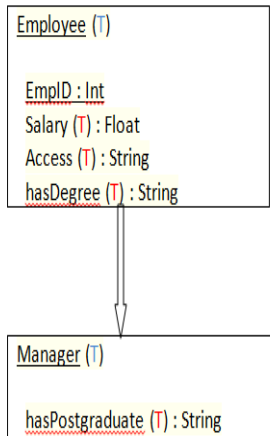 Employee (T)
EmpID : Int
Salary (T) : Float
Access (T) : String
hasDegree (T) : String
Manager (T)
hasPostgraduate (T) : String